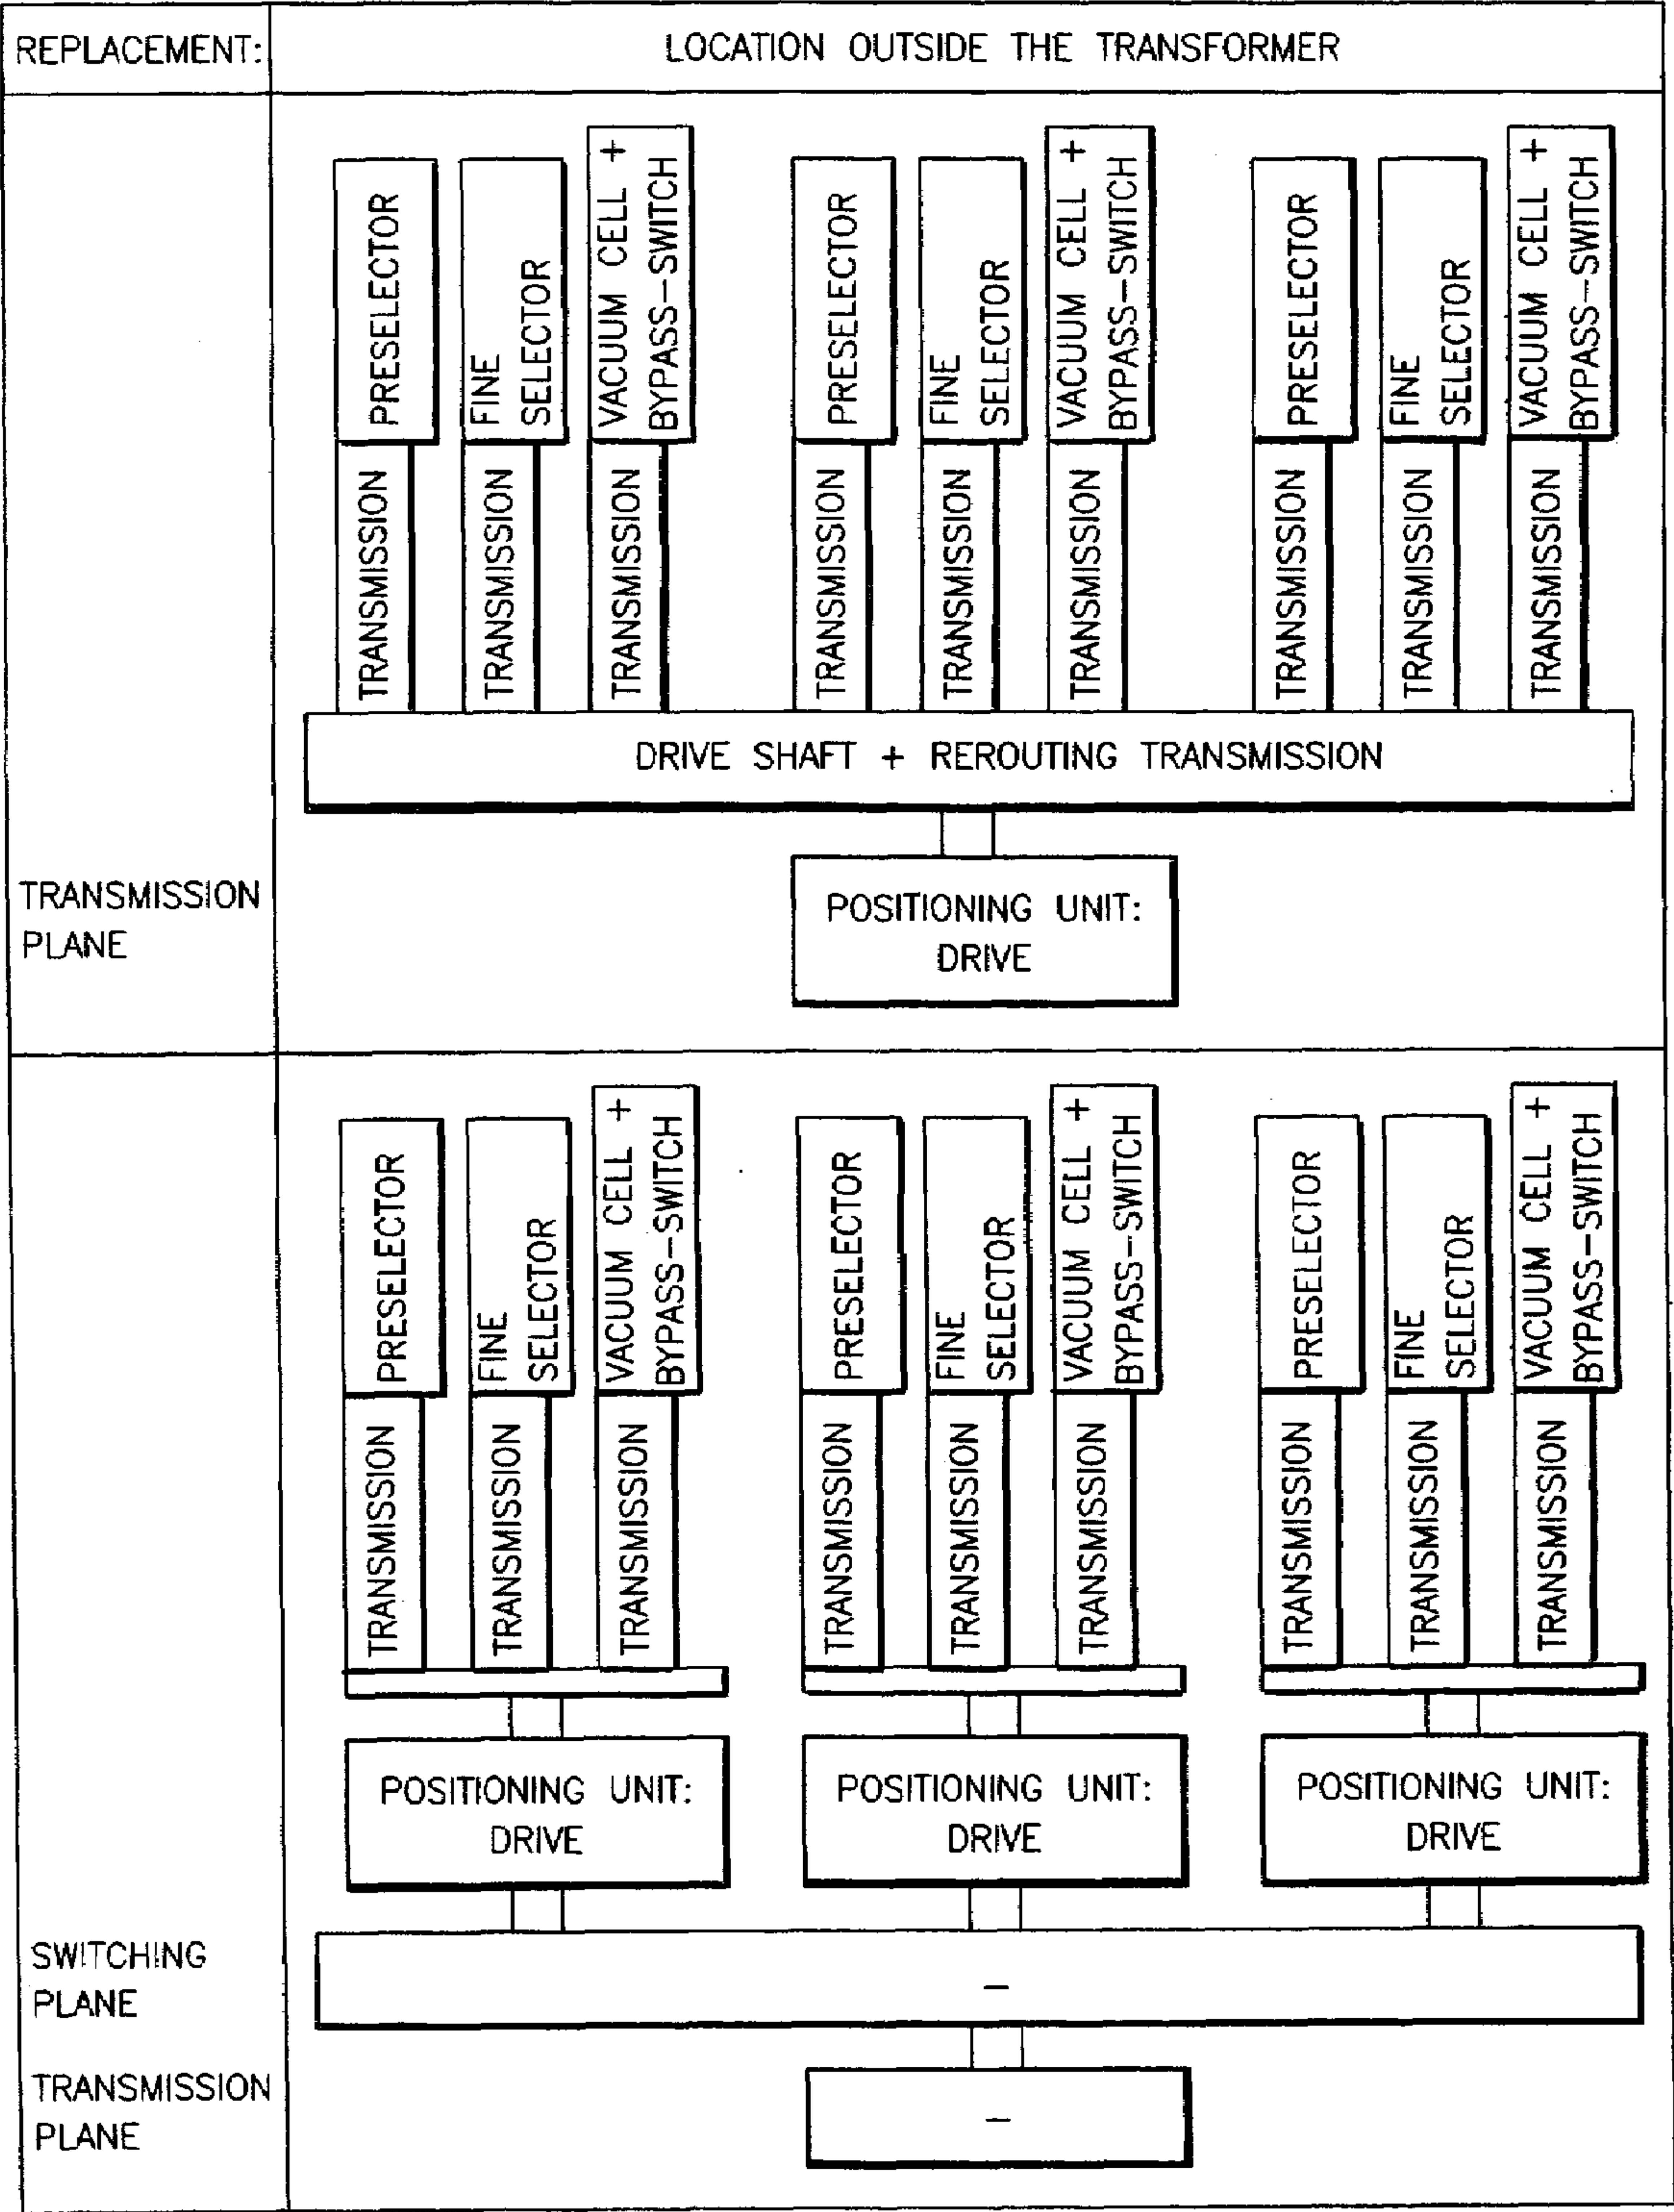 REPLACEMENT:
LOCATION OUTSIDE THE TRANSFORMER
PRESELECTOR
FINE
SELECTOR
VACUUM CELL +
BYPASS-SWITCH
PRESELECTOR
FINE
SELECTOR
VACUUM CELL +
BYPASS-SWITCH
PRESELECTOR
FINE
SELECTOR
VACUUM CELL +
BYPASS-SWITCH
TRANSMISSION
TRANSMISSION
TRANSMISSION
TRANSMISSION
TRANSMISSION
TRANSMISSION
TRANSMISSION
TRANSMISSION
TRANSMISSION
DRIVE SHAFT + REROUTING TRANSMISSION
TRANSMISSION
PLANE
POSITIONING UNIT:
DRIVE
PRESELECTOR
FINE
SELECTOR
VACUUM CELL +
BYPASS-SWITCH
PRESELECTOR
FINE
SELECTOR
VACUUM CELL +
BYPASS-SWITCH
PRESELECTOR
FINE
SELECTOR
VACUUM CELL +
BYPASS-SWITCH
TRANSMISSION
TRANSMISSION
TRANSMISSION
TRANSMISSION
TRANSMISSION
TRANSMISSION
TRANSMISSION
TRANSMISSION
TRANSMISSION
POSITIONING UNIT:
DRIVE
POSITIONING UNIT:
DRIVE
POSITIONING UNIT:
DRIVE
SWITCHING
PLANE
–
TRANSMISSION
PLANE
–